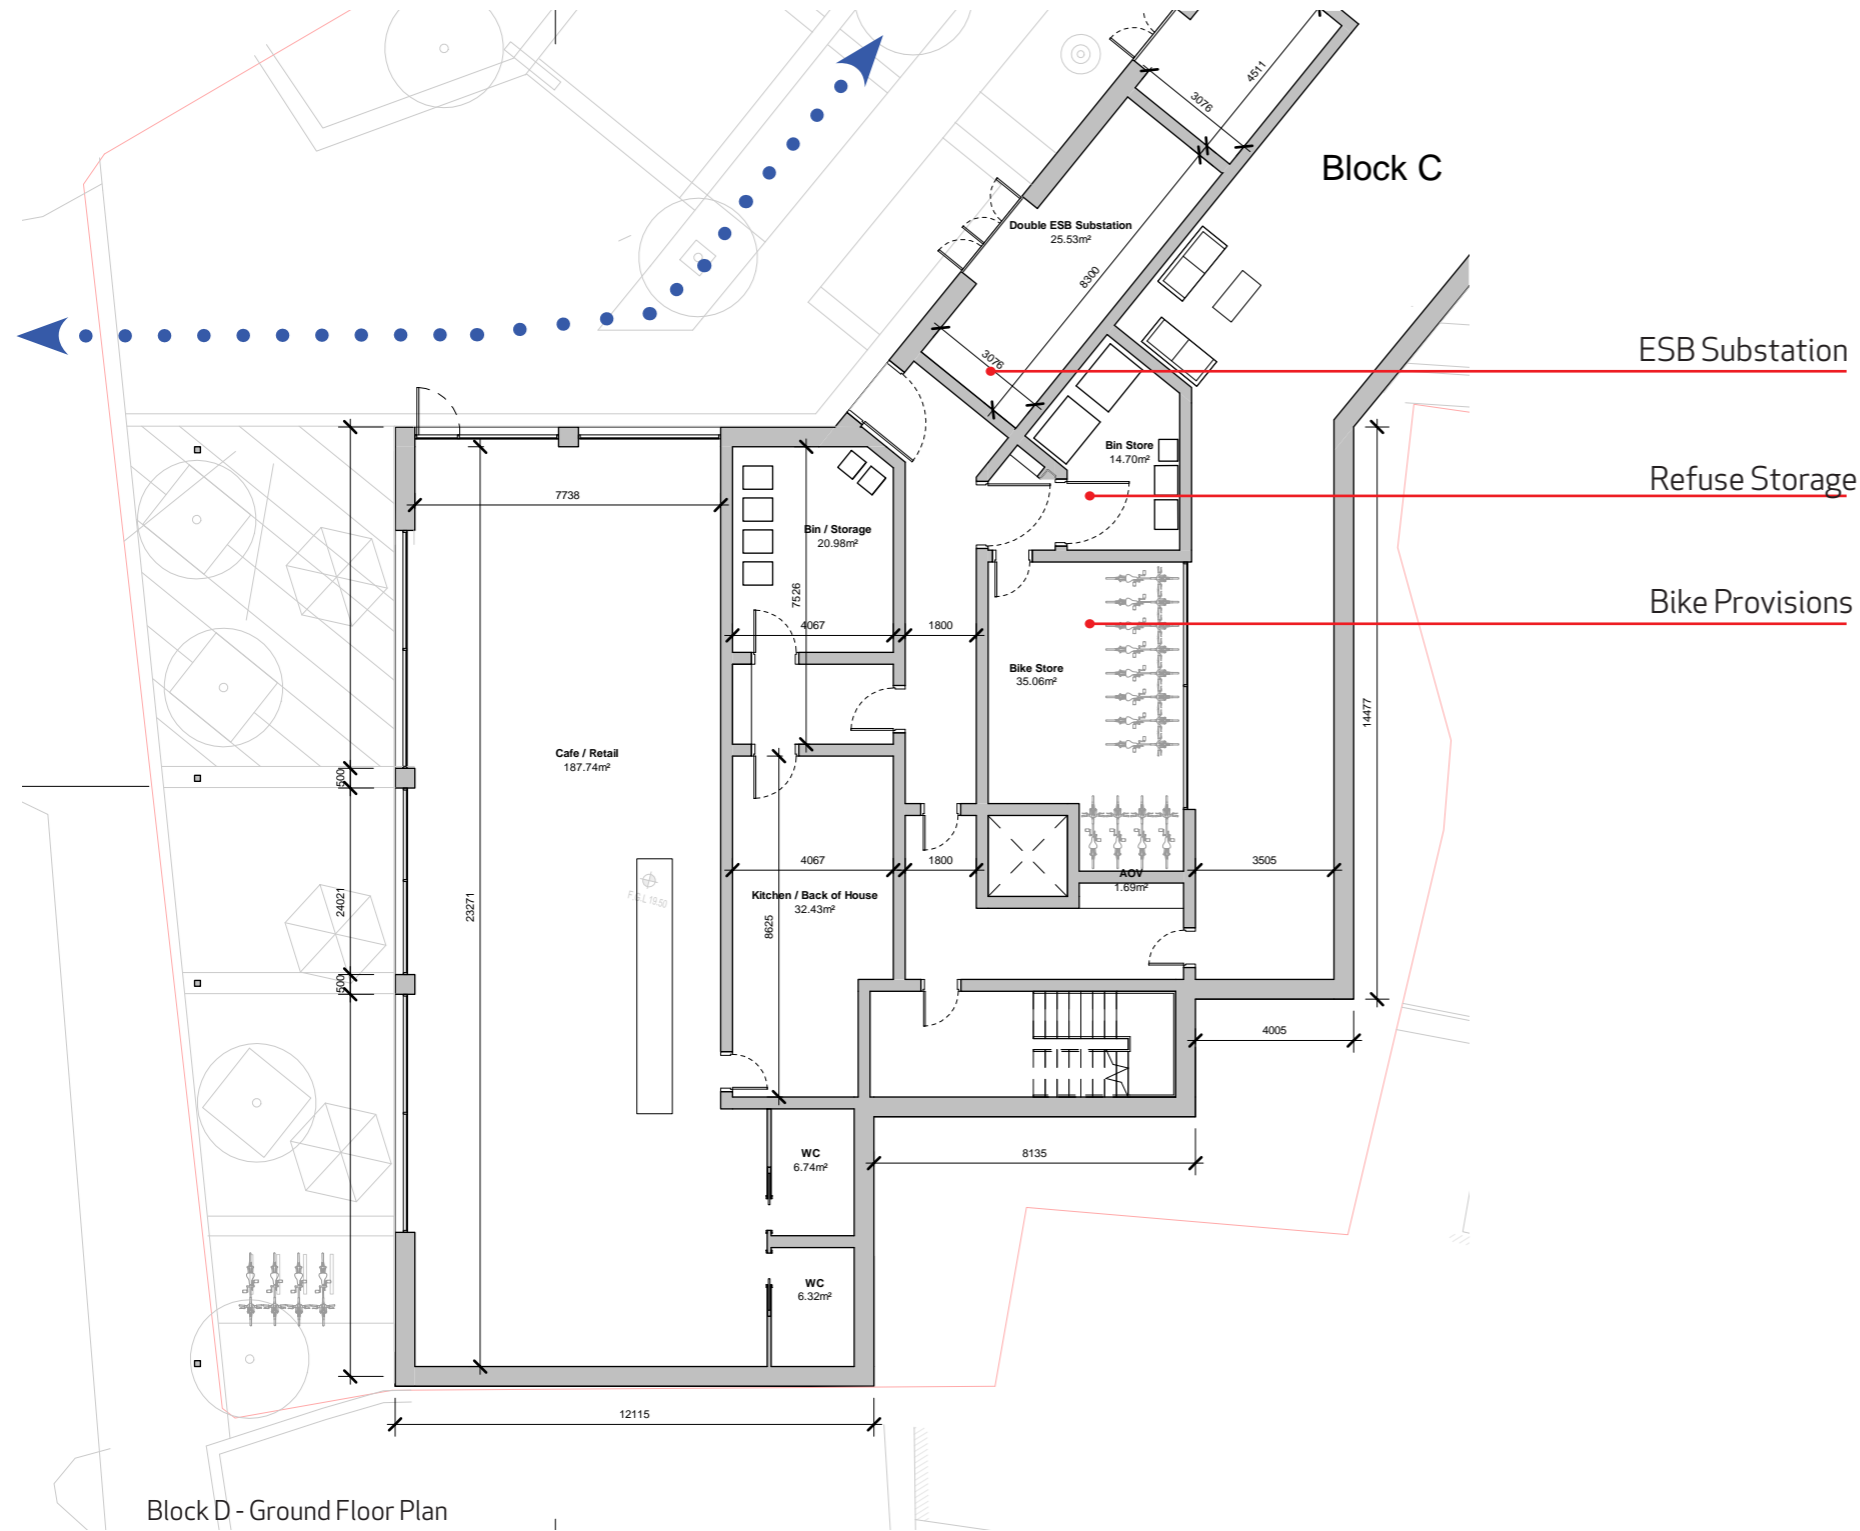 4511
3076
Block C
Double ESB Substation
25.53m²
8300
3076
ESB Substation
Bin Store
14.70m²
Refuse Storage
7738
Bin / Storage
20.98m²
7526
4067
1800
Bike Provisions
Bike Store
35.06m²
14477
Cafe / Retail
187.74m²
500
4067
1800
3505
AOV
1.69m²
Kitchen / Back of House
32.43m²
F.G.L 19.50
24021
23271
8625
500
4005
WC
6.74m²
8135
WC
6.32m²
12115
Block D - Ground Floor Plan